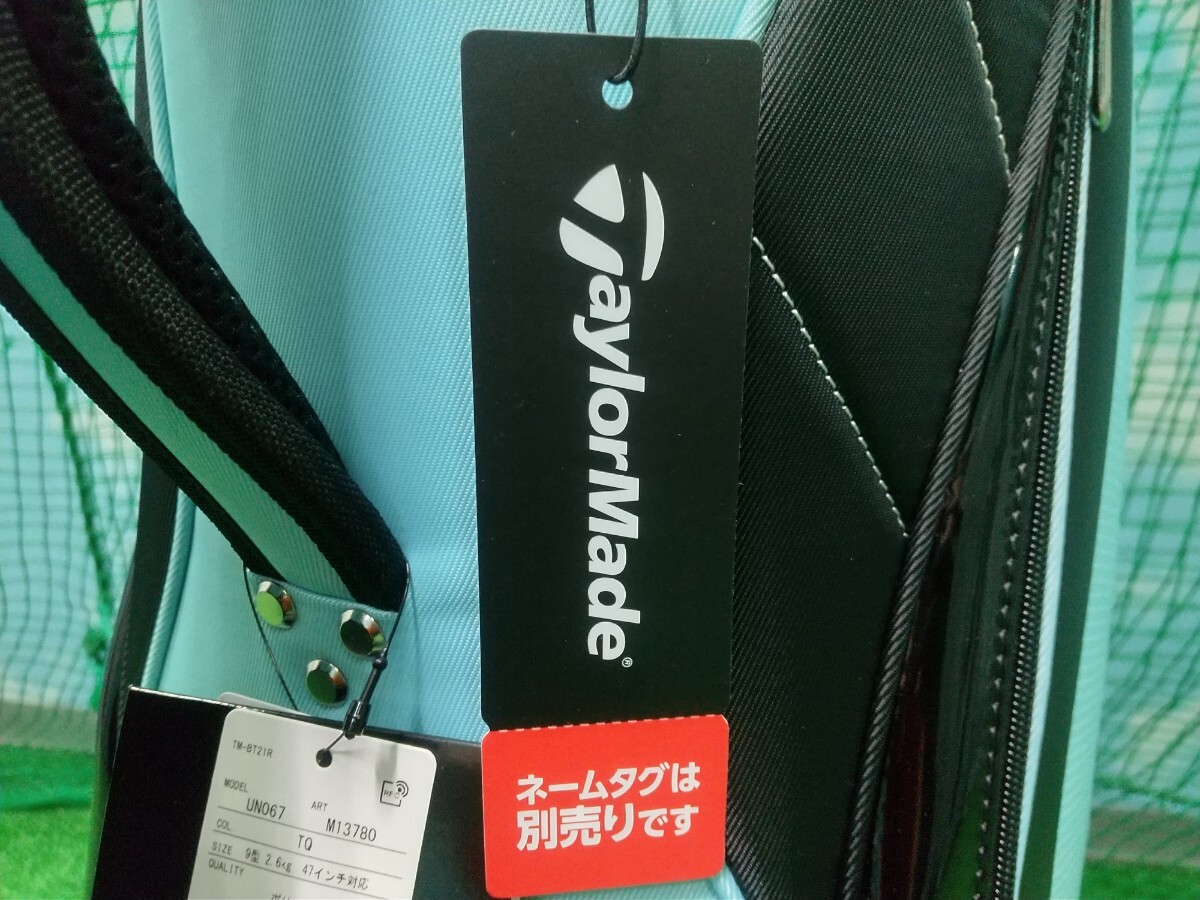 TaylorMade®
ネームタグは
別売りです
TM-BT21R
RFID
MODEL UN067 ART M13780
COL TQ
SIZE 9型 2.6kg 47インチ対応
QUALITY